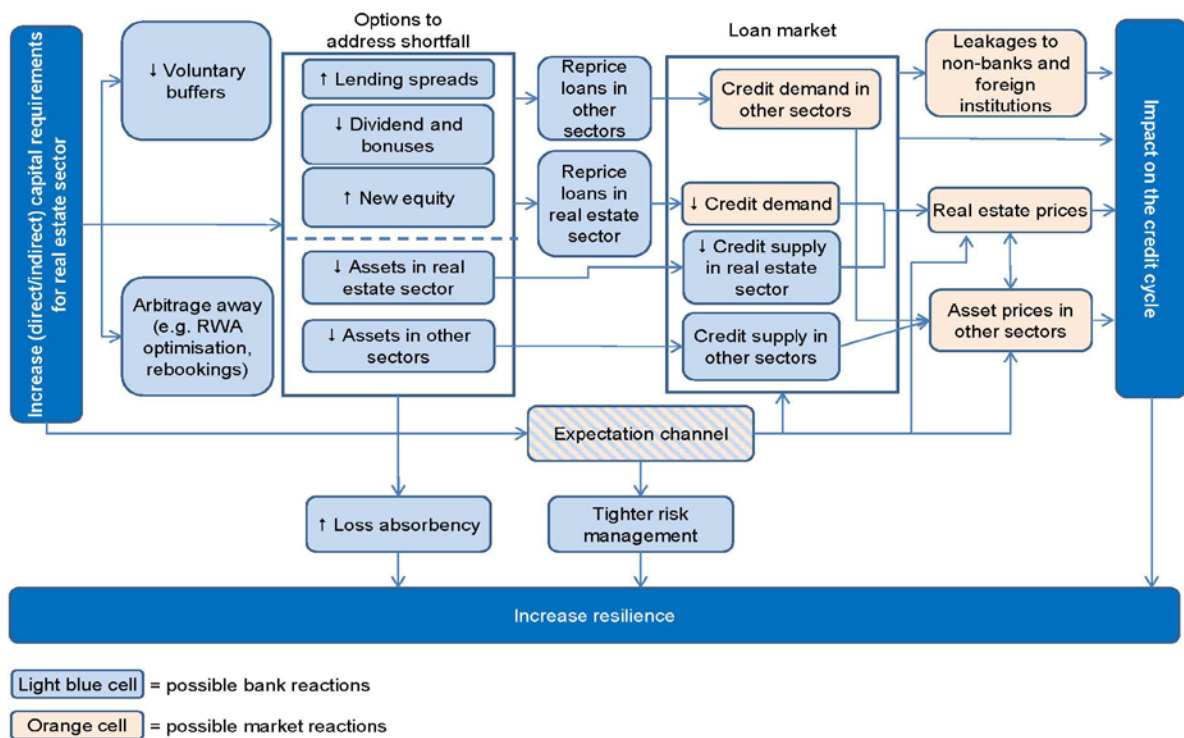 Increase (direct/indirect) capital requirements
for real estate sector
↓ Voluntary
buffers
Arbitrage away
(e.g. RWA
optimisation,
rebookings)
Options to
address shortfall
↑ Lending spreads
↓ Dividend and
bonuses
↑ New equity
↓ Assets in real
estate sector
↓ Assets in other
sectors
Reprice
loans in
other
sectors
Reprice
loans in
real estate
sector
Loan market
Credit demand in
other sectors
↓ Credit demand
↓ Credit supply
in real estate
sector
Credit supply in
other sectors
Leakages to
non-banks and
foreign
institutions
Real estate prices
Asset prices in
other sectors
Impact on the credit cycle
Expectation channel
↑ Loss absorbency
Tighter risk
management
Increase resilience
Light blue cell = possible bank reactions
Orange cell = possible market reactions